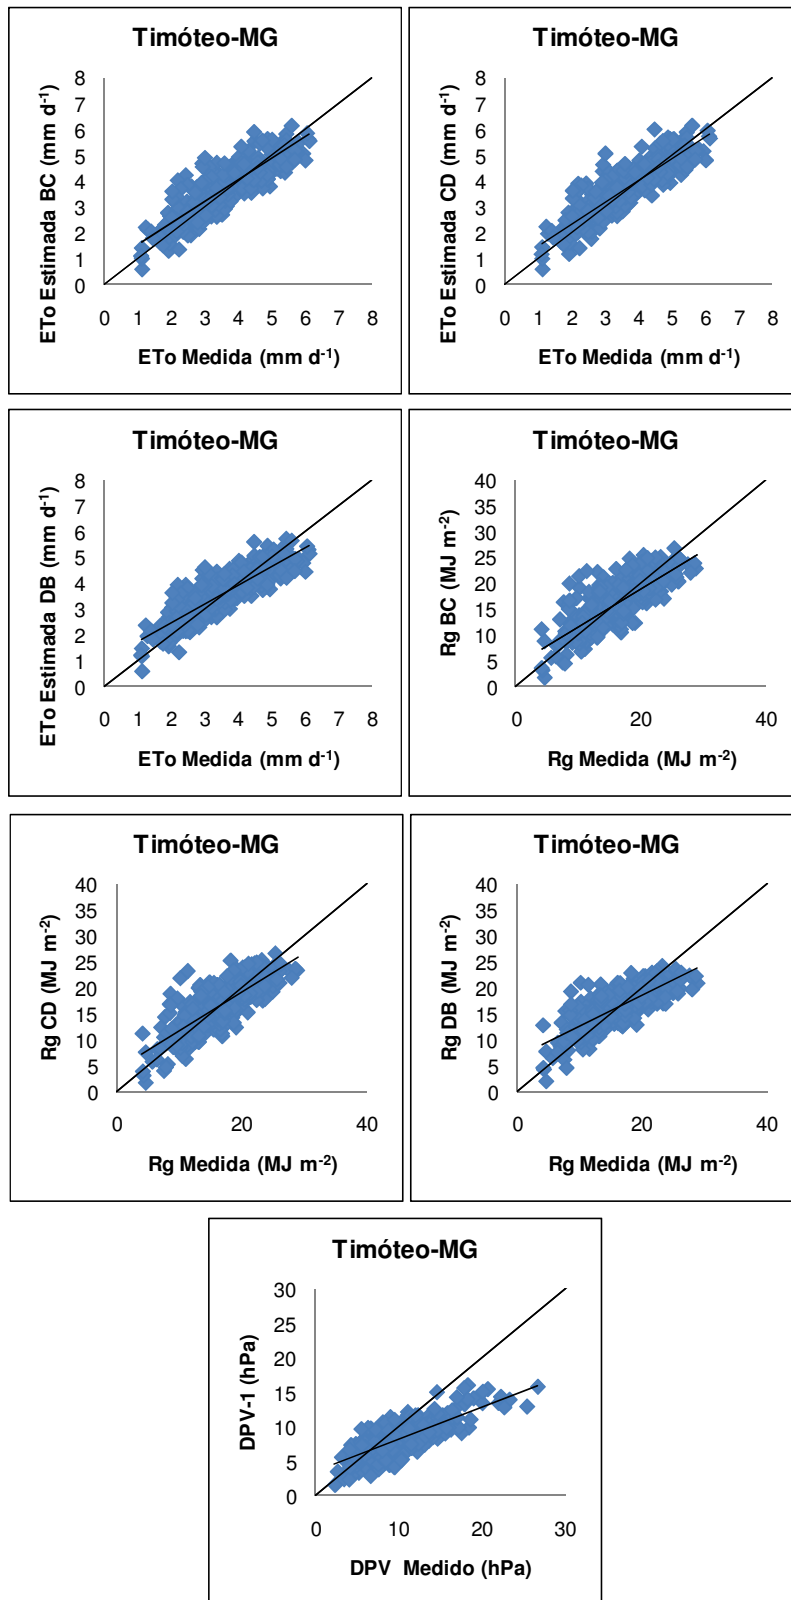 Timóteo-MG
ETo Estimada BC (mm d-1)
8
7
6
5
4
3
2
1
0
0 1 2 3 4 5 6 7 8
ETo Medida (mm d-1)
Timóteo-MG
ETo Estimada CD (mm d-1)
8
7
6
5
4
3
2
1
0
0 1 2 3 4 5 6 7 8
ETo Medida (mm d-1)
Timóteo-MG
ETo Estimada DB (mm d-1)
8
7
6
5
4
3
2
1
0
0 1 2 3 4 5 6 7 8
ETo Medida (mm d-1)
Timóteo-MG
Rg BC (MJ m-2)
40
35
30
25
20
15
10
5
0
0 20 40
Rg Medida (MJ m-2)
Timóteo-MG
Rg CD (MJ m-2)
40
35
30
25
20
15
10
5
0
0 20 40
Rg Medida (MJ m-2)
Timóteo-MG
Rg DB (MJ m-2)
40
35
30
25
20
15
10
5
0
0 20 40
Rg Medida (MJ m-2)
Timóteo-MG
DPV-1 (hPa)
30
25
20
15
10
5
0
0 10 20 30
DPV Medido (hPa)